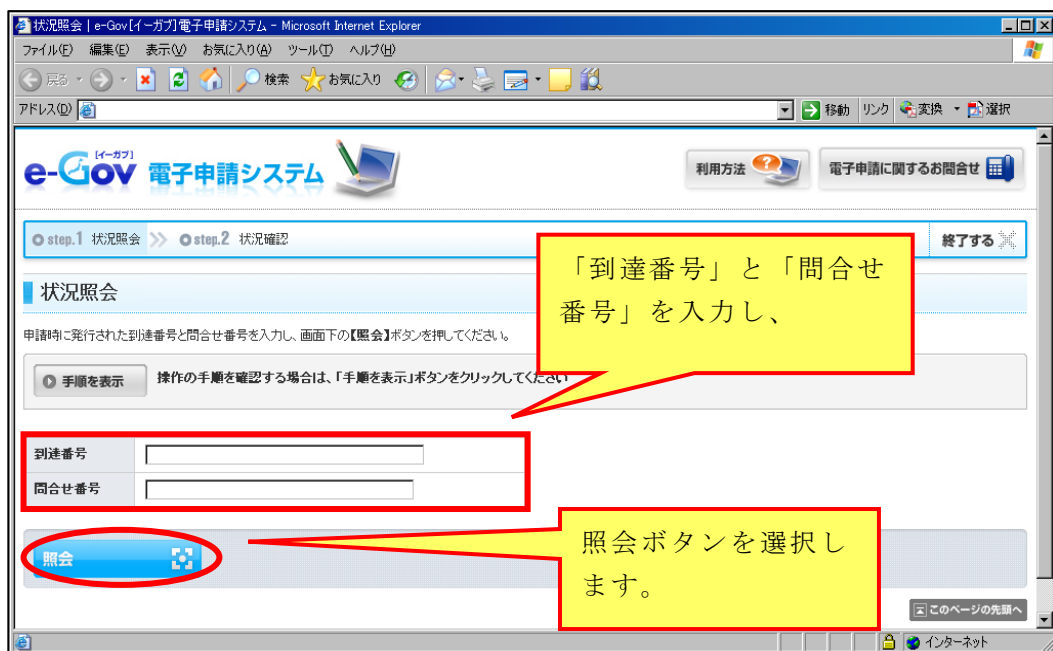 状況照会 | e-Gov[イーガブ]電子申請システム - Microsoft Internet Explorer
ファイル(F) 編集(E) 表示(V) お気に入り(A) ツール(T) ヘルプ(H)
戻る 検索 お気に入り
アドレス(D) 移動 リンク 変換 選択
[イーガブ]
e-Gov 電子申請システム 利用方法 電子申請に関するお問合せ
step.1 状況照会 step.2 状況確認 終了する
「到達番号」と「問合せ
番号」を入力し、
状況照会
申請時に発行された到達番号と問合せ番号を入力し、画面下の【照会】ボタンを押してください。
手順を表示 操作の手順を確認する場合は、「手順を表示」ボタンをクリックしてください
到達番号
問合せ番号
照会ボタンを選択し
ます。
照会
このページの先頭へ
インターネット